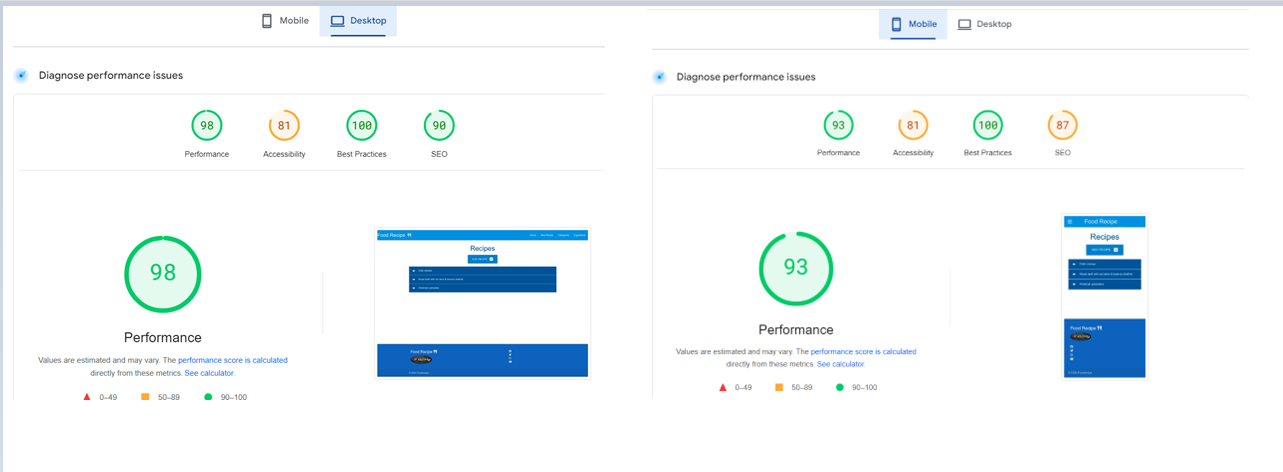 Mobile
Desktop
Diagnose performance issues
98
81
100
90
Performance
Accessibility
Best Practices
SEO
98
Performance
Values are estimated and may vary. The performance score is calculated
directly from these metrics. See calculator.
0–49
50–89
90–100
Food Recipe
Recipes
Food Recipe
Mobile
Desktop
Diagnose performance issues
93
81
100
87
Performance
Accessibility
Best Practices
SEO
93
Performance
Values are estimated and may vary. The performance score is calculated
directly from these metrics. See calculator.
0–49
50–89
90–100
Food Recipe
Recipes
Food Recipe